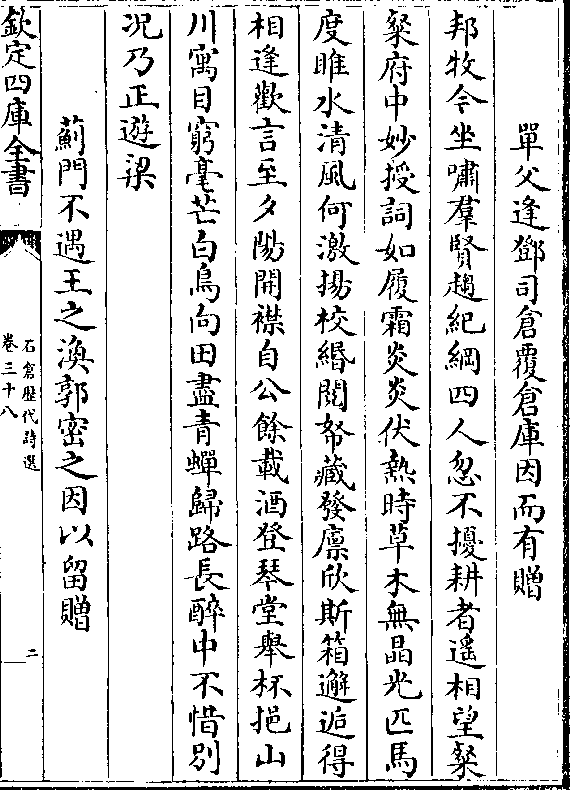 單父逢鄧司倉覆倉庫因而有贈
邦牧今坐嘯羣賢趨紀綱四人忽不擾耕者遥相望粲
粲府中妙授詞如履霜炎炎伏熱時草木無晶光匹馬
度睢水清風何激揚校緡閱帑藏發廪欣斯箱邂逅得
相逢歡言至夕陽開襟自公餘載酒登琴堂舉杯挹山
川寓目窮毫芒白鳥向田盡青蟬歸路長醉中不惜别
况乃正遊梁
薊門不遇王之渙郭密之因以留贈
欽定四庫全書
石倉歴代詩選
卷三十八
二